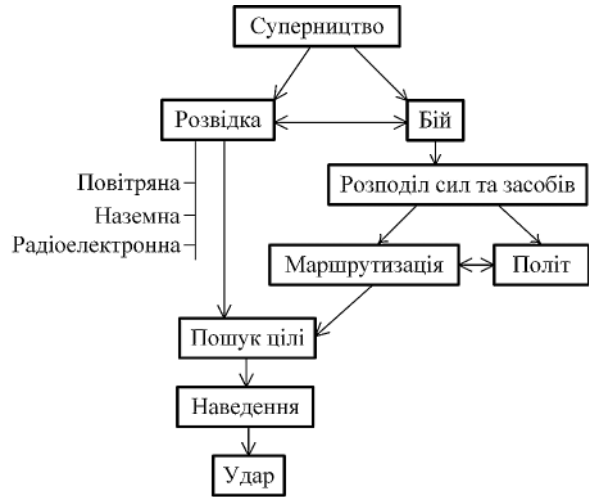 Суперництво
Розвідка
Бій
Повітряна
Наземна
Радіоелектронна
Розподіл сил та засобів
Маршрутизація
Політ
Пошук цілі
Наведення
Удар